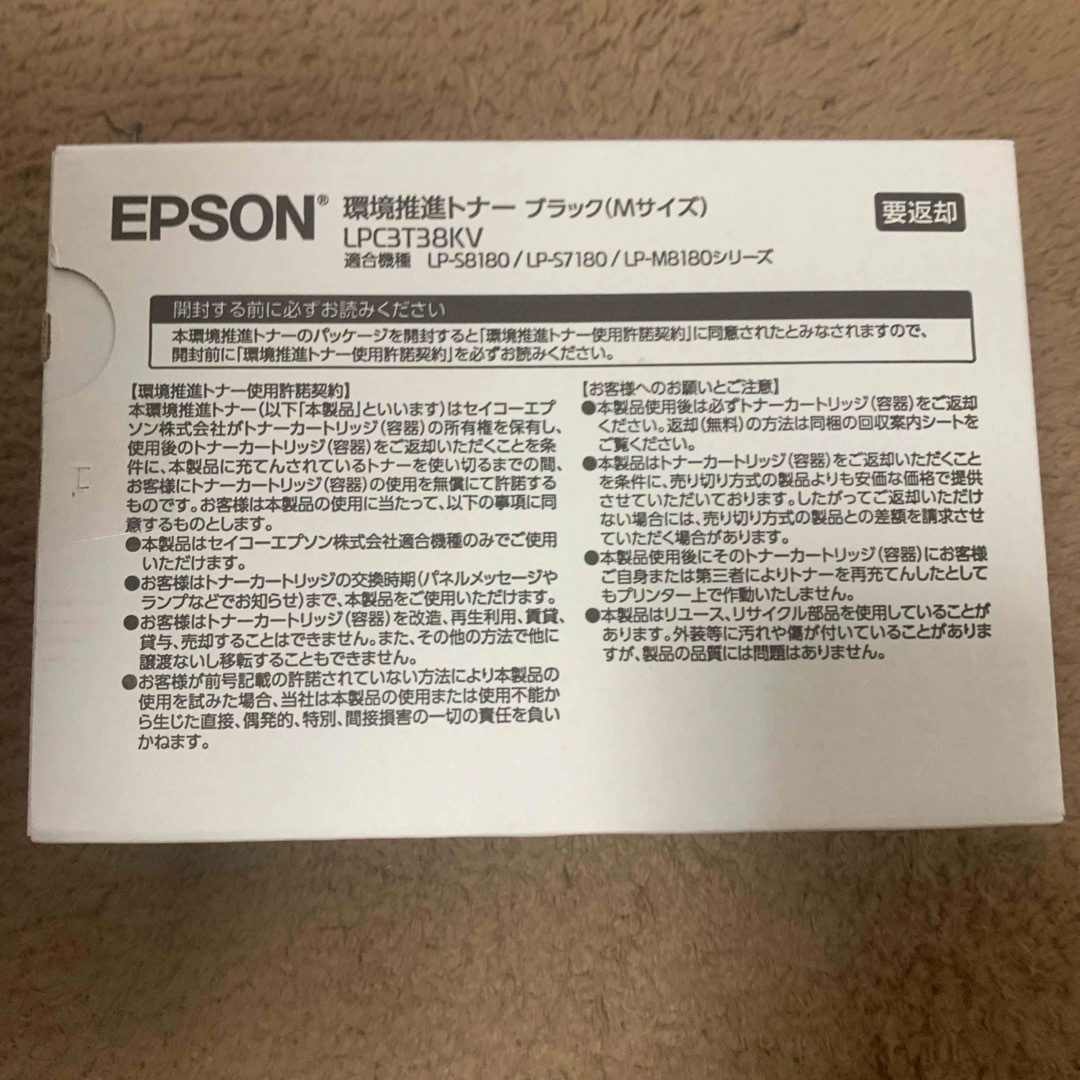 EPSON® 環境推進トナー ブラック(Mサイズ)
要返却
LPC3T38KV
適合機種 LP-S8180/LP-S7180/LP-M8180シリーズ
開封する前に必ずお読みください
本環境推進トナーのパッケージを開封すると「環境推進トナー使用許諾契約」に同意されたとみなされますので、
開封前に「環境推進トナー使用許諾契約」を必ずお読みください。
【環境推進トナー使用許諾契約】
本環境推進トナー(以下「本製品」といいます)はセイコーエプ
ソン株式会社がトナーカートリッジ(容器)の所有権を保有し、
使用後のトナーカートリッジ(容器)をご返却いただくことを条
件に、本製品に充てんされているトナーを使い切るまでの間、
お客様にトナーカートリッジ(容器)の使用を無償にて許諾する
ものです。お客様は本製品の使用に当たって、以下の事項に同
意するものとします。
●本製品はセイコーエプソン株式会社適合機種のみでご使用
いただけます。
●お客様はトナーカートリッジの交換時期(パネルメッセージや
ランプなどでお知らせ)まで、本製品をご使用いただけます。
●お客様はトナーカートリッジ(容器)を改造、再生利用、賃貸、
貸与、売却することはできません。また、その他の方法で他に
譲渡ないし移転することもできません。
●お客様が前号記載の許諾されていない方法により本製品の
使用を試みた場合、当社は本製品の使用または使用不能か
ら生じた直接、偶発的、特別、間接損害の一切の責任を負い
かねます。
【お客様へのお願いとご注意】
●本製品使用後は必ずトナーカートリッジ(容器)をご返却
ください。返却(無料)の方法は同梱の回収案内シートを
ご覧ください。
●本製品はトナーカートリッジ(容器)をご返却いただくこと
を条件に、売り切り方式の製品よりも安価な価格で提供
させていただいております。したがってご返却いただけ
ない場合には、売り切り方式の製品との差額を請求させ
ていただく場合があります。
●本製品使用後にそのトナーカートリッジ(容器)にお客様
ご自身または第三者によりトナーを再充てんしたとして
もプリンター上で作動いたしません。
●本製品はリユース、リサイクル部品を使用していることが
あります。外装等に汚れや傷が付いていることがありま
すが、製品の品質には問題はありません。